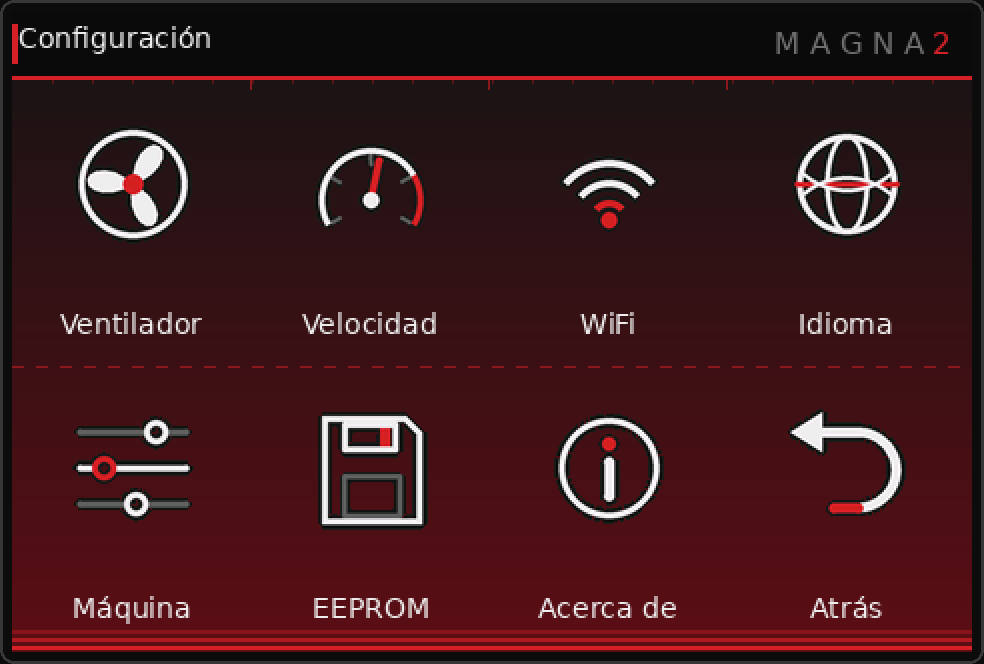 Configuración
MAGNA2
Ventilador
Velocidad
WiFi
Idioma
Máquina
EEPROM
Acerca de
Atrás